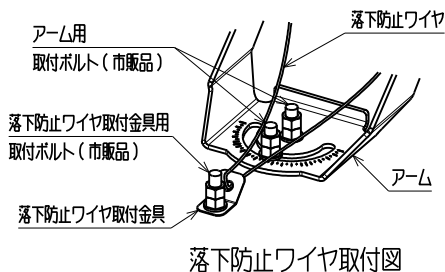 アーム用
取付ボルト（市販品）
落下防止ワイヤ
落下防止ワイヤ取付金具用
取付ボルト（市販品）
アーム
落下防止ワイヤ取付金具
落下防止ワイヤ取付図